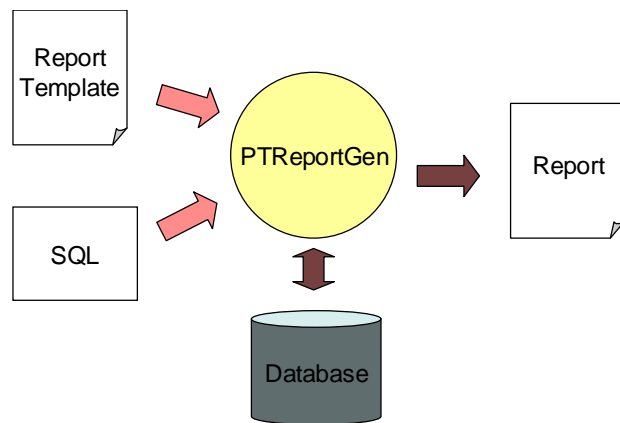 Report
Template
PTReportGen
Report
SQL
Database